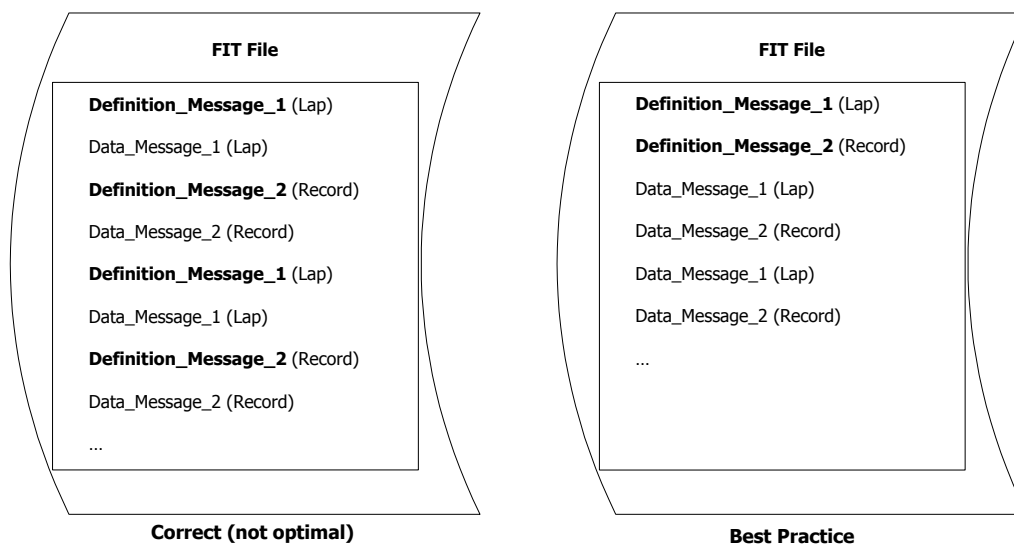 FIT File
Definition_Message_1 (Lap)
Data_Message_1 (Lap)
Definition_Message_2 (Record)
Data_Message_2 (Record)
Definition_Message_1 (Lap)
Data_Message_1 (Lap)
Definition_Message_2 (Record)
Data_Message_2 (Record)
...
Correct (not optimal)
FIT File
Definition_Message_1 (Lap)
Definition_Message_2 (Record)
Data_Message_1 (Lap)
Data_Message_2 (Record)
Data_Message_1 (Lap)
Data_Message_2 (Record)
...
Best Practice